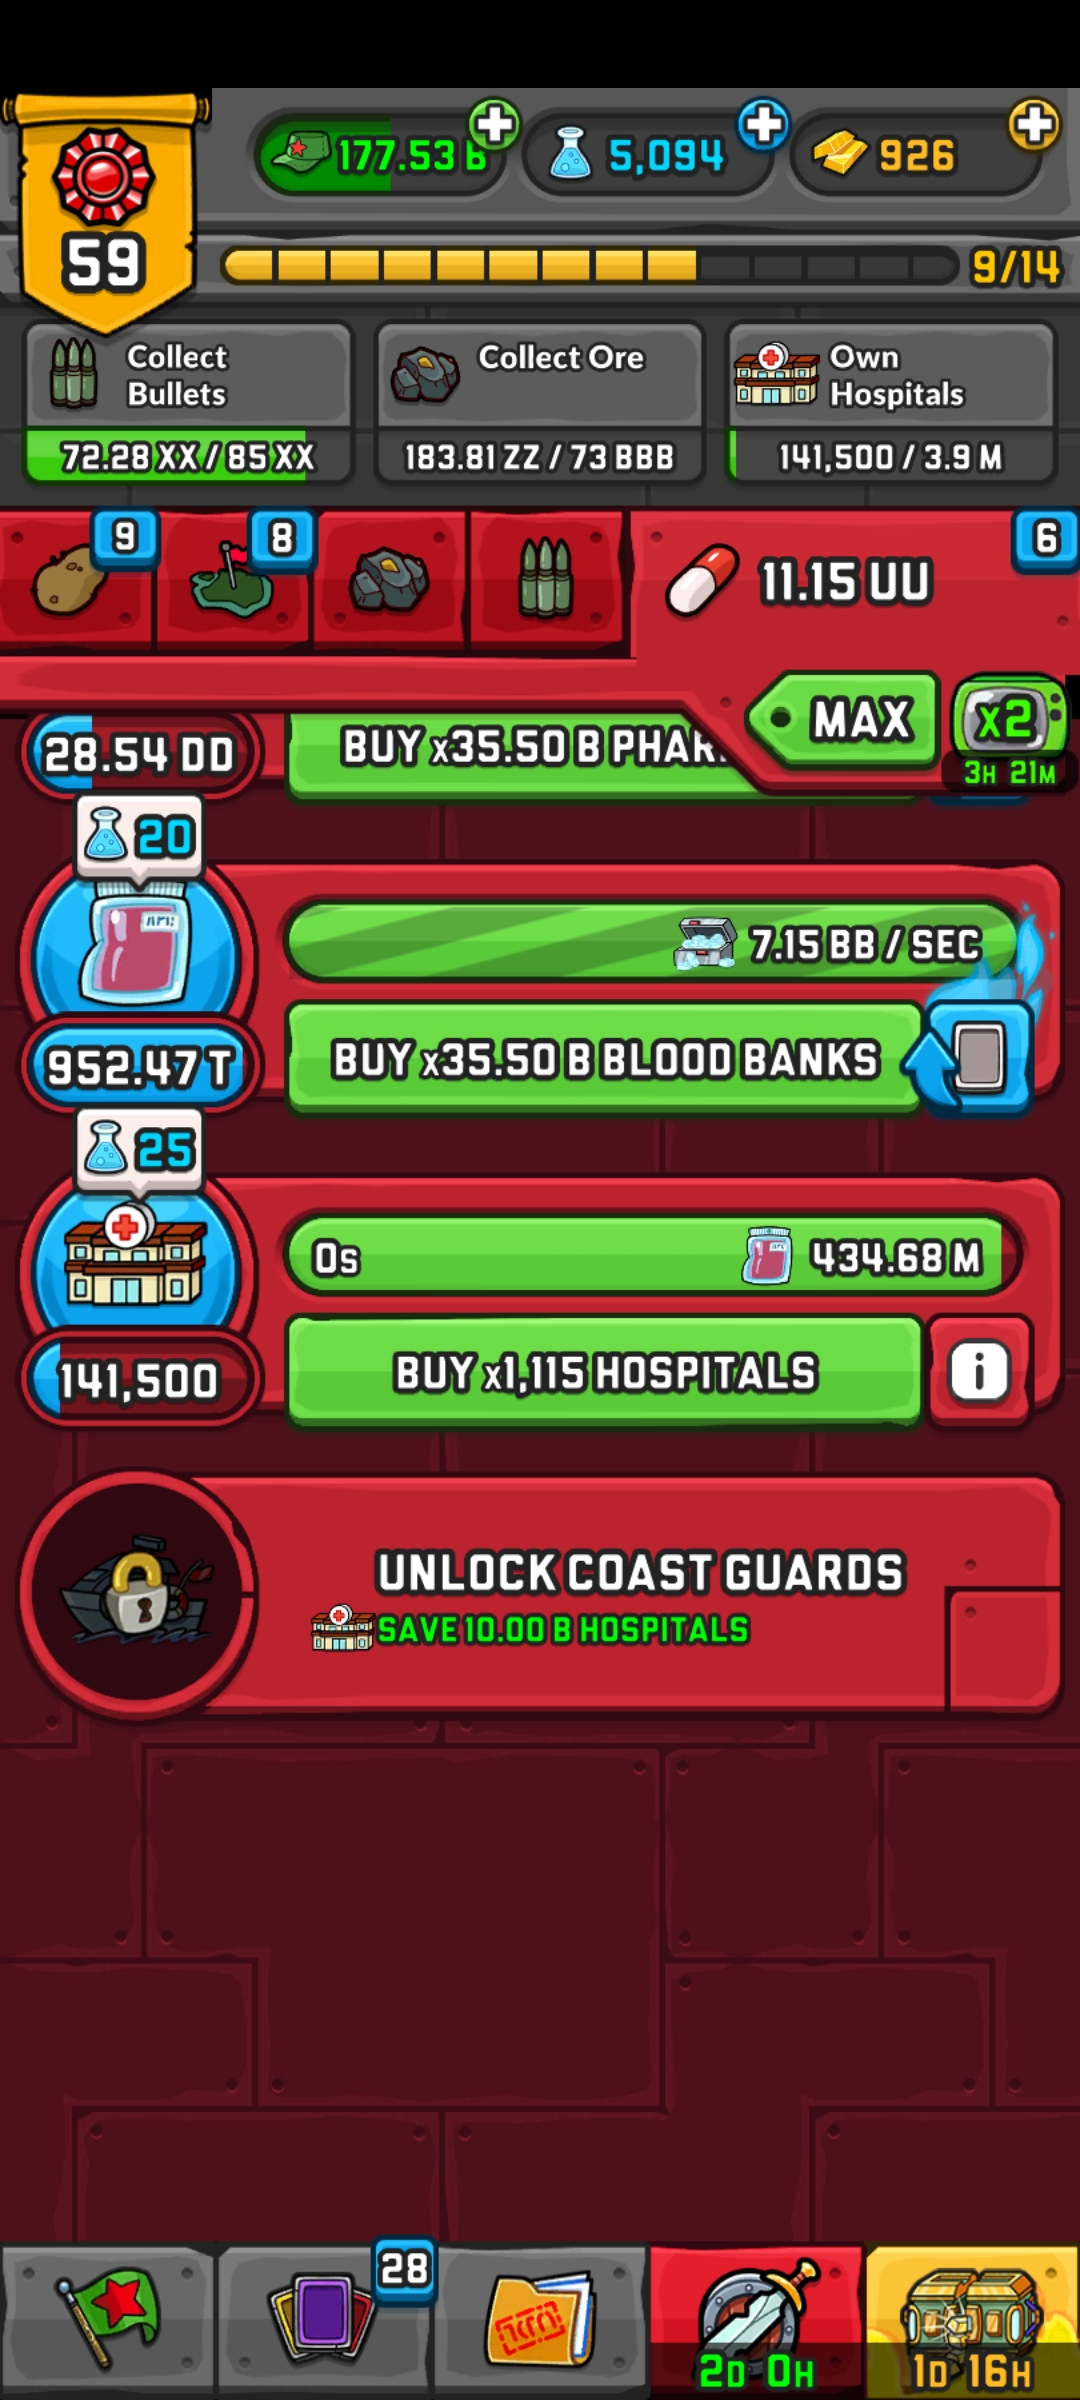 177.53 B
5,094
926
59
9/14
Collect
Bullets
72.28 XX / 85 XX
Collect Ore
183.81 ZZ / 73 BBB
Own
Hospitals
141,500 / 3.9 M
9
8
11.15 UU
6
MAX
x2
3H 21M
28.54 DD
BUY x35.50 B
20
7.15 BB / SEC
952.47 T
BUY x35.50 B BLOOD BANKS
25
0s
434.68 M
141,500
BUY x1,115 HOSPITALS
i
UNLOCK COAST GUARDS
SAVE 10.00 B HOSPITALS
28
2D 0H
1D 16H